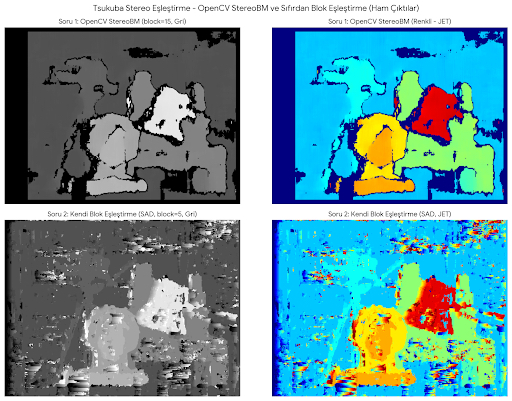 Tsukuba Stereo Eşleştirme - OpenCV StereoBM ve Sıfırdan Blok Eşleştirme (Ham Çıktılar)
Soru 1: OpenCV StereoBM (block=15, Gri)
Soru 1: OpenCV StereoBM (Renkli - JET)
Soru 2: Kendi Blok Eşleştirme (SAD, block=5, Gri)
Soru 2: Kendi Blok Eşleştirme (SAD, JET)